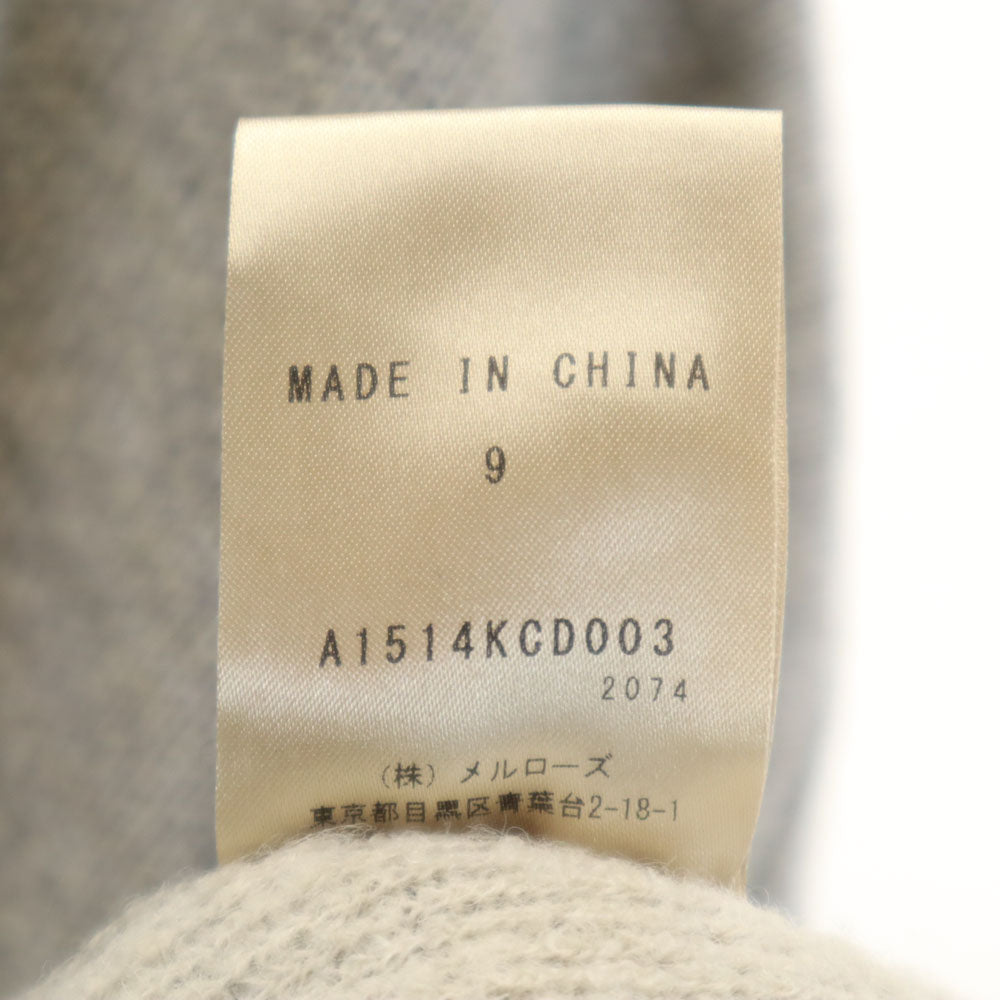 MADE IN CHINA
9
A1514KCD003
2074
(株) メルローズ
東京都目黒区青葉台2-18-1